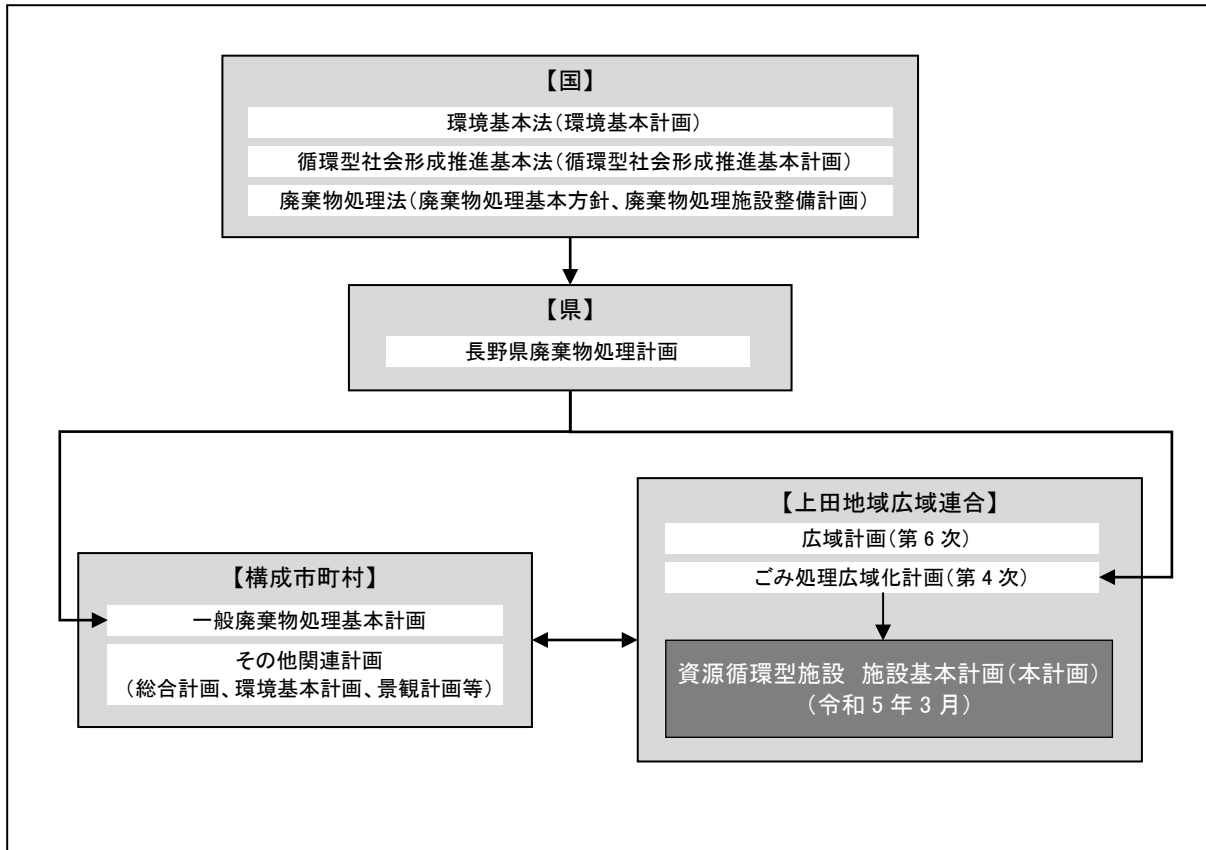 【国】
環境基本法(環境基本計画)
循環型社会形成推進基本法(循環型社会形成推進基本計画)
廃棄物処理法(廃棄物処理基本方針、廃棄物処理施設整備計画)
【県】
長野県廃棄物処理計画
【構成市町村】
一般廃棄物処理基本計画
その他関連計画
(総合計画、環境基本計画、景観計画等)
【上田地域広域連合】
広域計画(第 6 次)
ごみ処理広域化計画(第 4 次)
資源循環型施設 施設基本計画(本計画)
(令和 5 年 3 月)